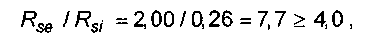 R_se / R_si = 2,00 / 0,26 = 7,7 ≥ 4,0 ,